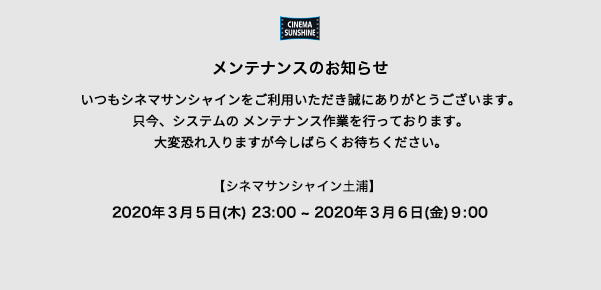 CINEMA
SUNSHINE
メンテナンスのお知らせ
いつもシネマサンシャインをご利用いただき誠にありがとうございます。
只今、システムの メンテナンス作業を行っております。
大変恐れ入りますが今しばらくお待ちください。
【シネマサンシャイン土浦】
2020年３月５日(木) 23:00 ~ 2020年３月６日(金)９:00